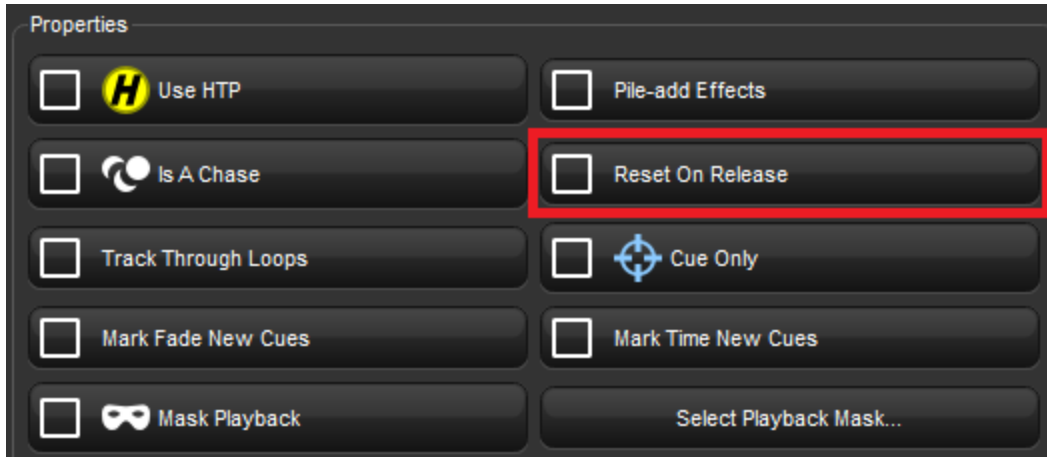 Properties
H Use HTP
Pile-add Effects
Is A Chase
Reset On Release
Track Through Loops
Cue Only
Mark Fade New Cues
Mark Time New Cues
Mask Playback
Select Playback Mask...